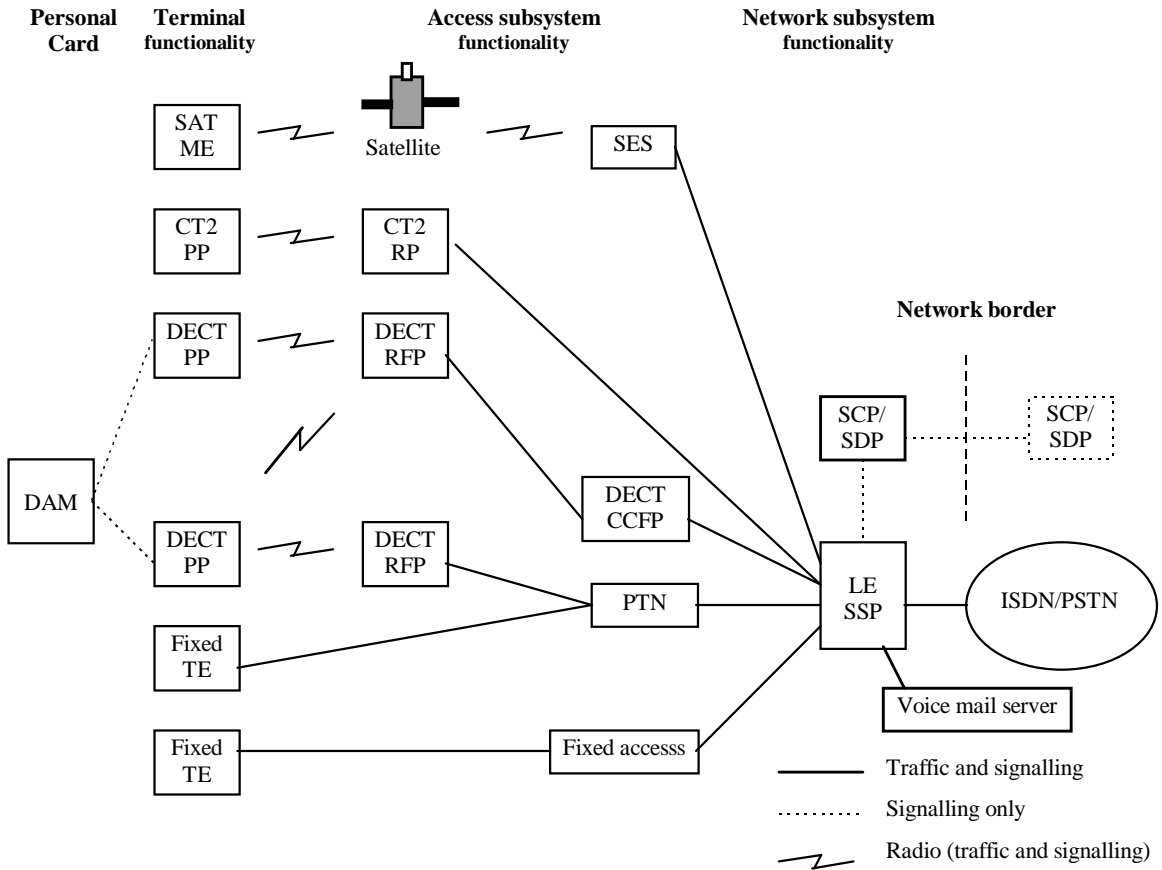 Personal
Card
Terminal
functionality
Access subsystem
functionality
Network subsystem
functionality
SAT
ME
Satellite
SES
CT2
PP
CT2
RP
DECT
PP
DECT
RFP
Network border
SCP/
SDP
SCP/
SDP
DAM
DECT
CCFP
DECT
PP
DECT
RFP
PTN
LE
SSP
ISDN/PSTN
Fixed
TE
Voice mail server
Fixed
TE
Fixed accesss
Traffic and signalling
Signalling only
Radio (traffic and signalling)